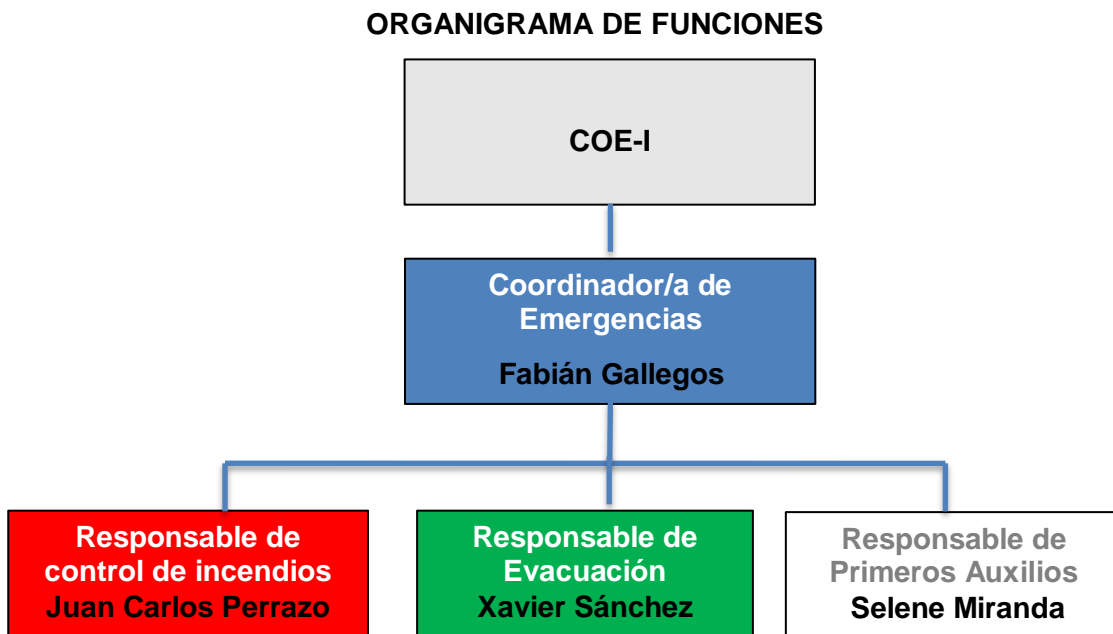 ORGANIGRAMA DE FUNCIONES
COE-I
Coordinador/a de
Emergencias
Fabián Gallegos
Responsable de
control de incendios
Juan Carlos Perrazo
Responsable de
Evacuación
Xavier Sánchez
Responsable de
Primeros Auxilios
Selene Miranda